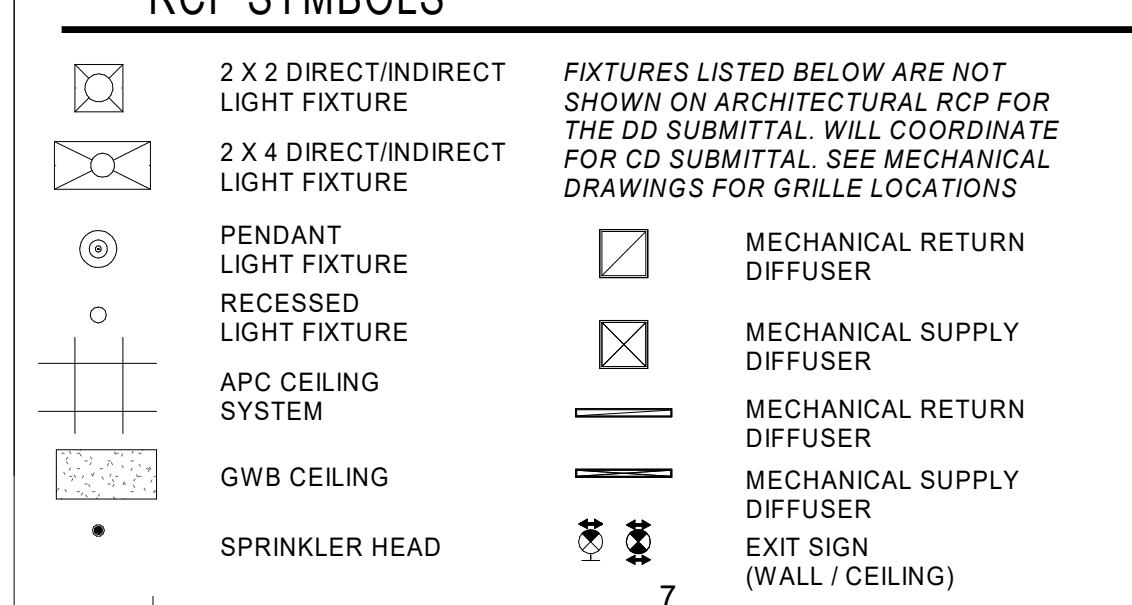 RCP SYMBOLS
2 X 2 DIRECT/INDIRECT
LIGHT FIXTURE
2 X 4 DIRECT/INDIRECT
LIGHT FIXTURE
PENDANT
LIGHT FIXTURE
RECESSED
LIGHT FIXTURE
APC CEILING
SYSTEM
GWB CEILING
SPRINKLER HEAD
FIXTURES LISTED BELOW ARE NOT
SHOWN ON ARCHITECTURAL RCP FOR
THE DD SUBMITTAL. WILL COORDINATE
FOR CD SUBMITTAL. SEE MECHANICAL
DRAWINGS FOR GRILLE LOCATIONS
MECHANICAL RETURN
DIFFUSER
MECHANICAL SUPPLY
DIFFUSER
MECHANICAL RETURN
DIFFUSER
MECHANICAL SUPPLY
DIFFUSER
EXIT SIGN
(WALL / CEILING)
7